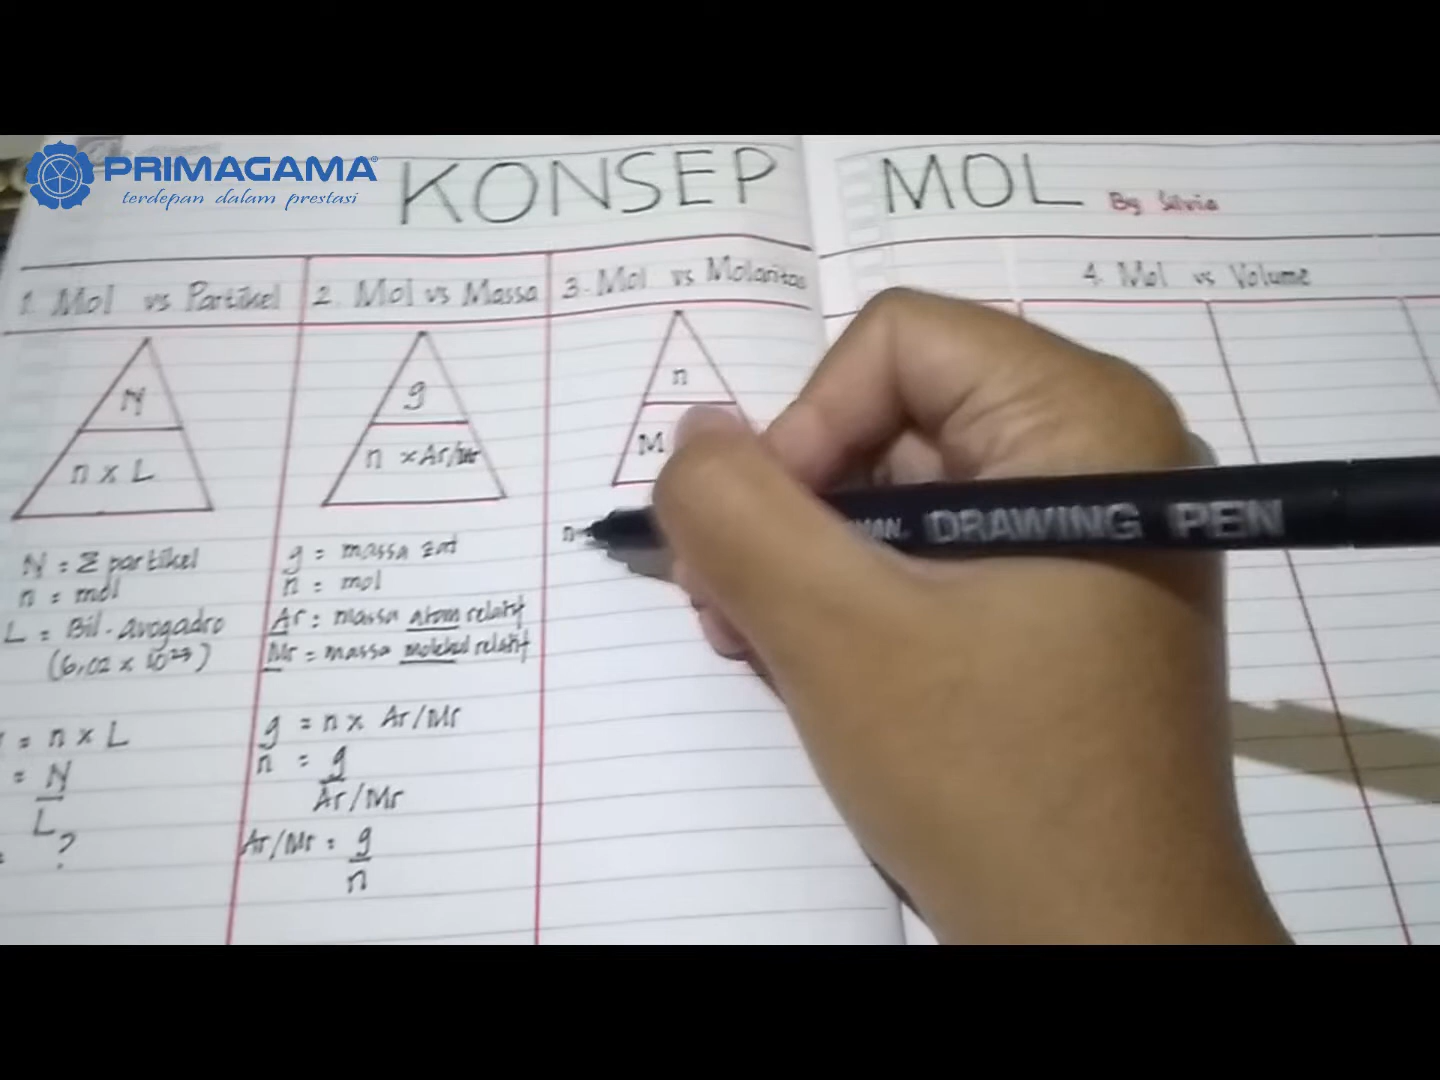 PRIMAGAMA
terdepan dalam prestasi
KONSEP MOL By Silvia
1. Mol vs Partikel
N
n x L
N = Σ partikel
n = mol
L = Bil. avogadro
(6,02 x 10²³)
= n x L
= N
L
?
2. Mol vs Massa
g
n x Ar/Mr
g = massa zat
n = mol
Ar = massa atom relatif
Mr = massa molekul relatif
g = n x Ar/Mr
n = g
Ar/Mr
Ar/Mr = g
n
3. Mol vs Molaritas
n
M
n
4. Mol vs Volume
DRAWING PEN